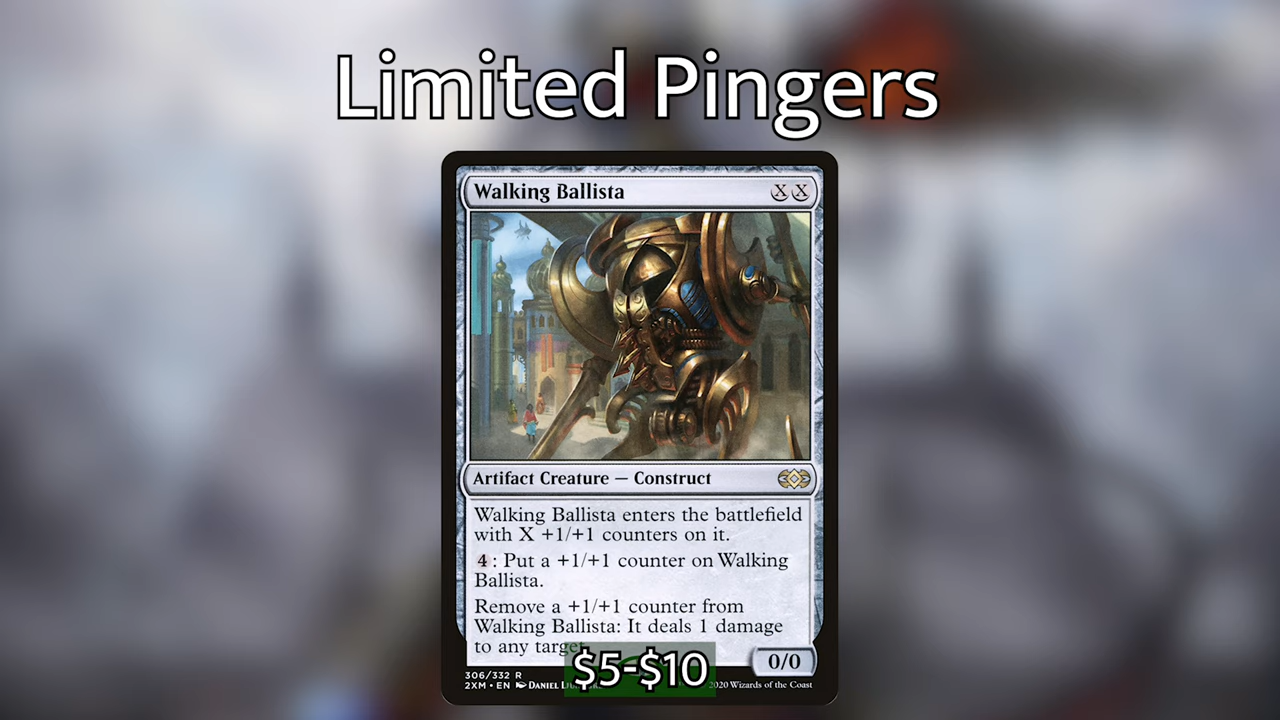 Limited Pingers
Walking Ballista XX
Artifact Creature — Construct
Walking Ballista enters the battlefield
with X +1/+1 counters on it.
4: Put a +1/+1 counter on Walking
Ballista.
Remove a +1/+1 counter from
Walking Ballista: It deals 1 damage
to any target
$5-$10
0/0
306/332 R
2XM • EN DANIEL
2020 Wizards of the Coast